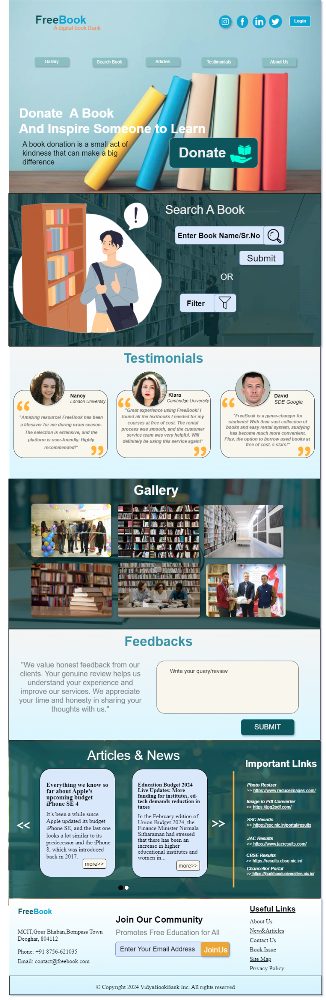 FreeBook
A digital book Bank
Login
Gallary
Search Book
Articles
Testimonials
About Us
Donate A Book
And Inspire Someone to Learn
A book donation is a small act of
kindness that can make a big
difference
Donate
Search A Book
!
Enter Book Name/Sr.No
Submit
OR
Filter
Testimonials
Nancy
London University
"Amazing resource! FreeBook has been
a lifesaver for me during exam season.
The selection is extensive, and the
platform is user-friendly. Highly
recommended!"
Klara
Cambridge University
"Great experience using FreeBook! I
found all the textbooks I needed for my
courses at free of cost. The rental
process was smooth, and the customer
service team was very helpful. Will
definitely be using this service again!"
David
SDE Google
"FreeBook is a game-changer for
students! With their vast collection of
books and easy rental system, studying
has become much more convenient.
Plus, the option to borrow used books at
free of cost. 5 stars!"
Gallery
Feedbacks
"We value honest feedback from our
clients. Your genuine review helps us
understand your experience and
improve our services. We appreciate
your time and honesty in sharing your
thoughts with us."
Write your query/review
SUBMIT
Articles & News
<<
Everything we know so
far about Apple’s
upcoming budget
iPhone SE 4
It’s been a while since
Apple updated its budget
iPhone SE, and the last one
looks a lot similar to its
predecessor and the iPhone
8, which was introduced
back in 2017.
more>>
Education Budget 2024
Live Updates: More
funding for institutes, ed-
tech demands reduction in
taxes
In the February edition of
Union Budget 2024, the
Finance Minister Nirmala
Sitharaman had stressed
that there has been an
increase in higher
educational institutes and
women in...
more>>
>>
Important LInks
Photo Resizer
>> https://www.reduceimages.com/
Image to Pdf Converter
>> https://jpg2pdf.com/
SSC Results
>> https://ssc.nic.in/portal/results
JAC Results
>> https://www.jacresults.com/
CBSE Results
>> https://results.cbse.nic.in/
Chancellor Portal
>> https://jharkhanduniversities.nic.in/
FreeBook
MCIT,Gour Bhaban,Bompass Town
Deoghar, 804112
Phone: +91 8756-621035
Email: contact@freebook.com
Join Our Community
Promotes Free Education for All
Enter Your Email Address
JoinUs
Useful Links
About Us
New&Articles
Contact Us
Book Issue
Site Map
Privacy Policy
© Copyright 2024 VidyaBookBank Inc. All rights reserved